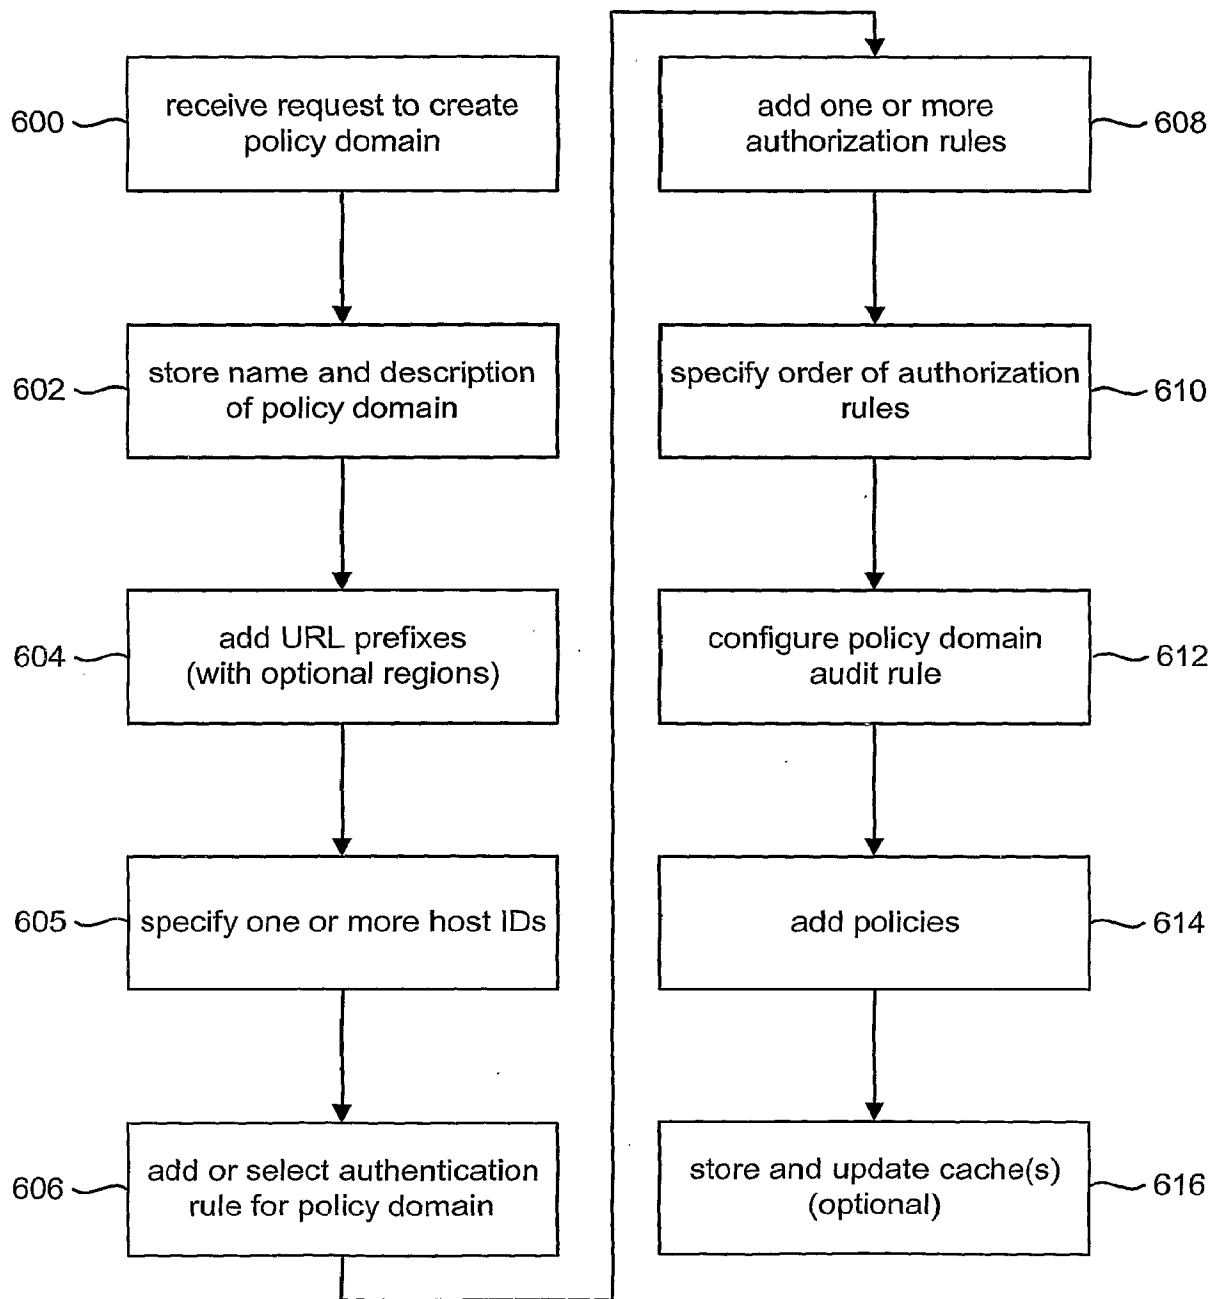 600
receive request to create
policy domain
602
store name and description
of policy domain
604
add URL prefixes
(with optional regions)
605
specify one or more host IDs
606
add or select authentication
rule for policy domain
add one or more
authorization rules
608
specify order of authorization
rules
610
configure policy domain
audit rule
612
add policies
614
store and update cache(s)
(optional)
616